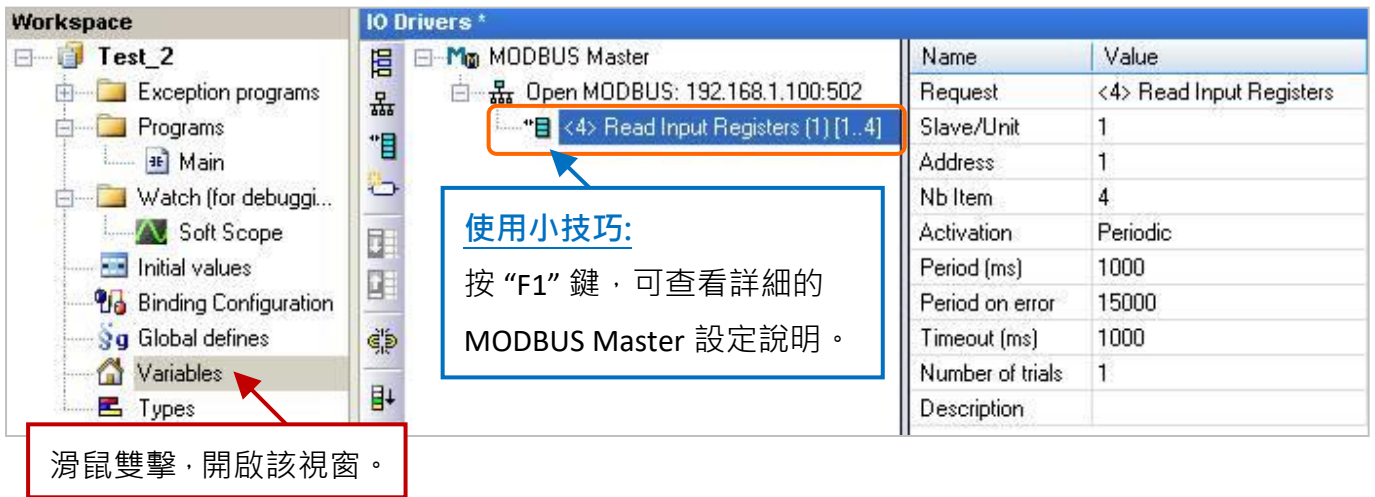 Workspace
Test_2
Exception programs
Programs
Main
Watch (for debuggi...
Soft Scope
Initial values
Binding Configuration
Global defines
Variables
Types
滑鼠雙擊，開啟該視窗。
IO Drivers *
MODBUS Master
Open MODBUS: 192.168.1.100:502
<4> Read Input Registers (1) [1..4]
使用小技巧:
按 “F1” 鍵，可查看詳細的
MODBUS Master 設定說明。
Name Value
Request <4> Read Input Registers
Slave/Unit 1
Address 1
Nb Item 4
Activation Periodic
Period (ms) 1000
Period on error 15000
Timeout (ms) 1000
Number of trials 1
Description